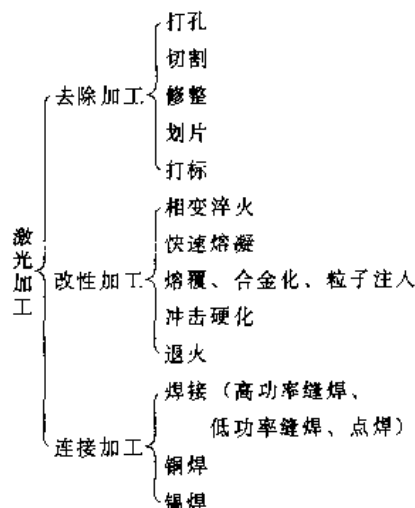 激光加工
去除加工
打孔
切割
修整
划片
打标
改性加工
相变淬火
快速熔凝
熔覆、合金化、粒子注人
冲击硬化
退火
连接加工
焊接（高功率缝焊、
低功率缝焊、点焊）
铜焊
锡焊